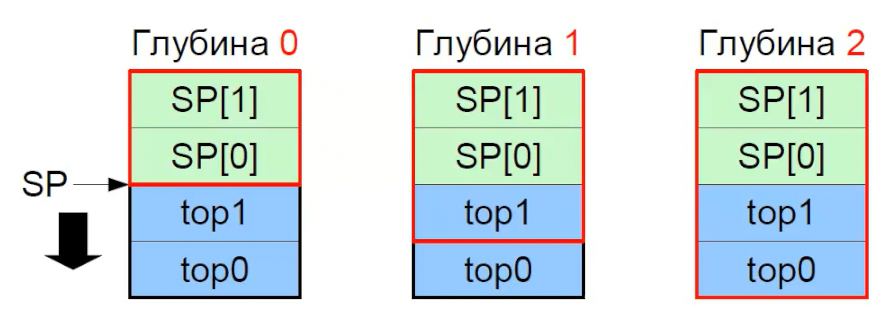 Глубина 0
SP[1]
SP[0]
SP
top1
top0
Глубина 1
SP[1]
SP[0]
top1
top0
Глубина 2
SP[1]
SP[0]
top1
top0